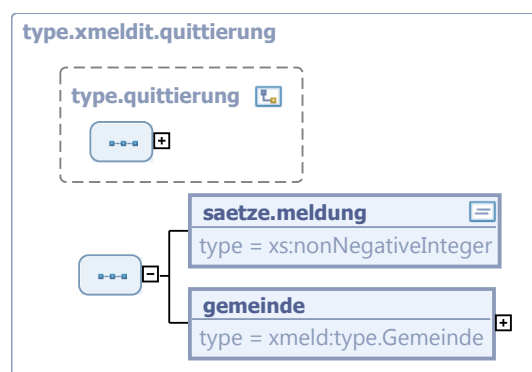 type.xmeldit.quittierung
type.quittierung
saetze.meldung
type = xs:nonNegativeInteger
gemeinde
type = xmeld:type.Gemeinde